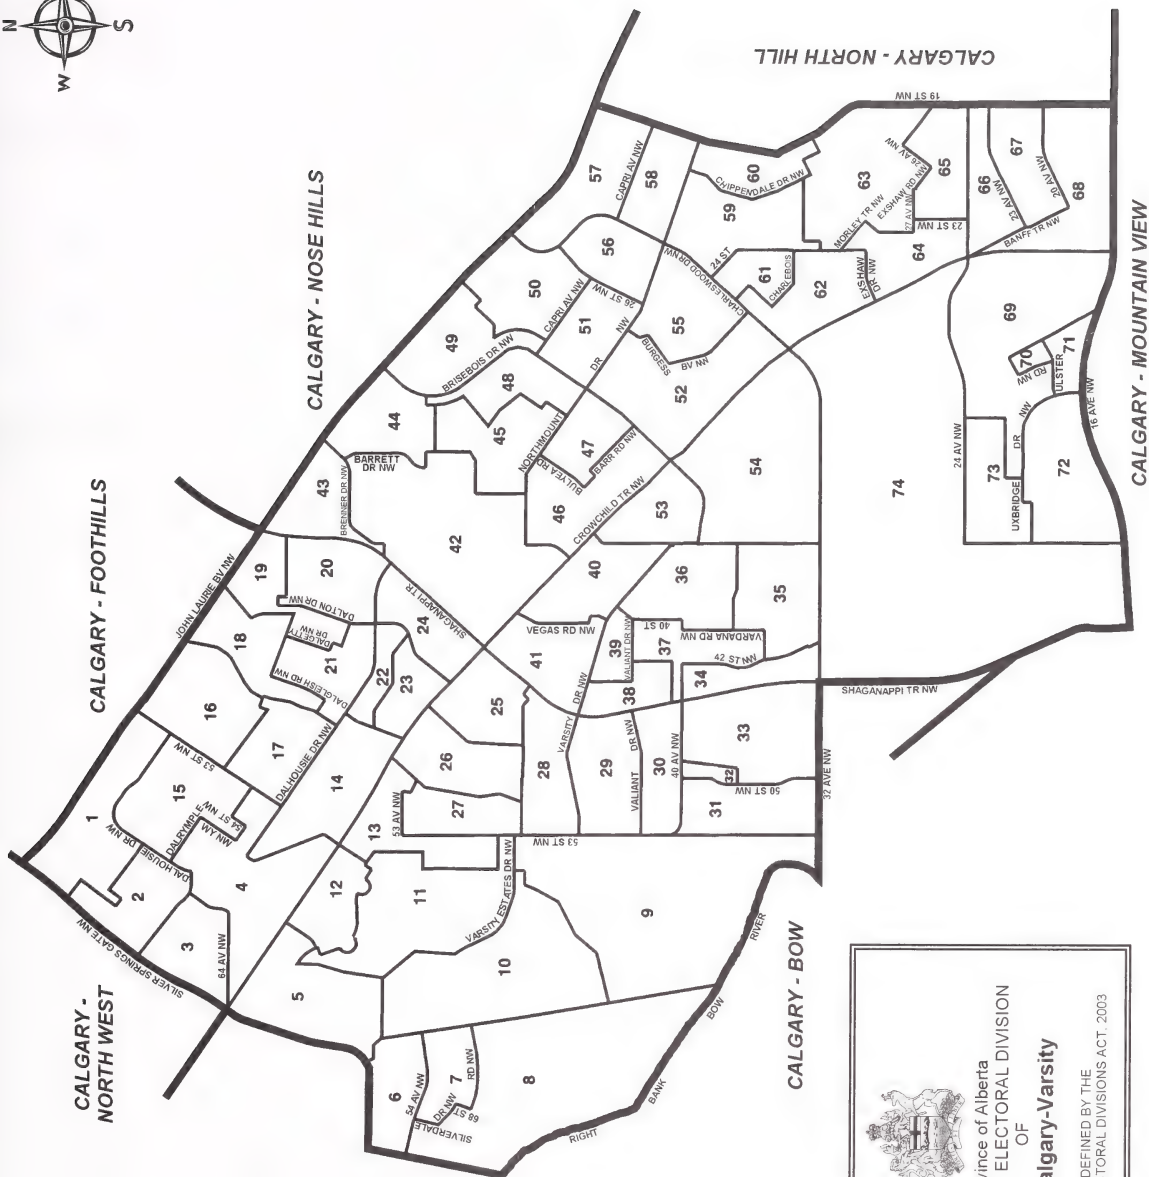 N
S
W
CALGARY - NORTH HILL
CALGARY - NOSE HILLS
CALGARY - FOOTHILLS
CALGARY -
NORTH WEST
CALGARY - BOW
CALGARY - MOUNTAIN VIEW
JOHN LAURIE BV NW
19 ST NW
SILVER SPRINGS GATE NW
SHAGANAPPI TR NW
32 AVE NW
16 AVE NW
RIGHT
BANK
BOW
RIVER
1
2
3
4
5
6
7
8
9
10
11
12
13
14
15
16
17
18
19
20
21
22
23
24
25
26
27
28
29
30
31
32
33
34
35
36
37
38
39
40
41
42
43
44
45
46
47
48
49
50
51
52
53
54
55
56
57
58
59
60
61
62
63
64
65
66
67
68
69
70
71
72
73
74
DALHOUSIE DR NW
53 ST NW
DALRYMPLE
AM NW
54 ST NW
64 AV NW
DALHOUSIE DR NW
DALGLEISH RD NW
DALGETTY
DR NW
DALTON DR NW
BRENNER DR NW
BARRETT
DR NW
SHAGANAPPI TR
CROWCHILD TR NW
BRISEBOIS DR NW
CAPRI AV NW
26 ST NW
NORTHMOUNT
DR
NW
BULYEA RD
BARR RD NW
BURGESS
BV NW
CHARLESWOOD DR NW
24 ST
CHARLEBOIS
CAPRI AV NW
CHIPPENDALE DR NW
MORLEY TR NW
EXSHAW RD NW
26 AV NW
27 AV NW
23 ST NW
EXSHAW
DR NW
23 AV NW
20 AV NW
BANFF TR NW
24 AV NW
RD NW
ULSTER
UXBRIDGE
DR
NW
VEGAS RD NW
VARSITY
DR NW
VALIANT DR NW
40 ST
VARDANA RD NW
42 ST NW
VALIANT
DR NW
40 AV NW
50 ST NW
53 ST NW
53 AV NW
VARSITY ESTATES DR NW
54 AV NW
SILVERDALE
DR NW
68 ST
RD NW
vince of Alberta
ELECTORAL DIVISION
OF
algary-Varsity
DEFINED BY THE
TORAL DIVISIONS ACT, 2003